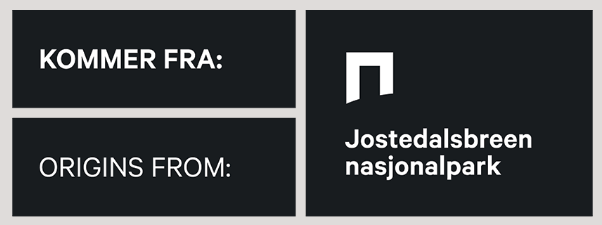 KOMMER FRA:
ORIGINS FROM:
Jostedalsbreen
nasjonalpark